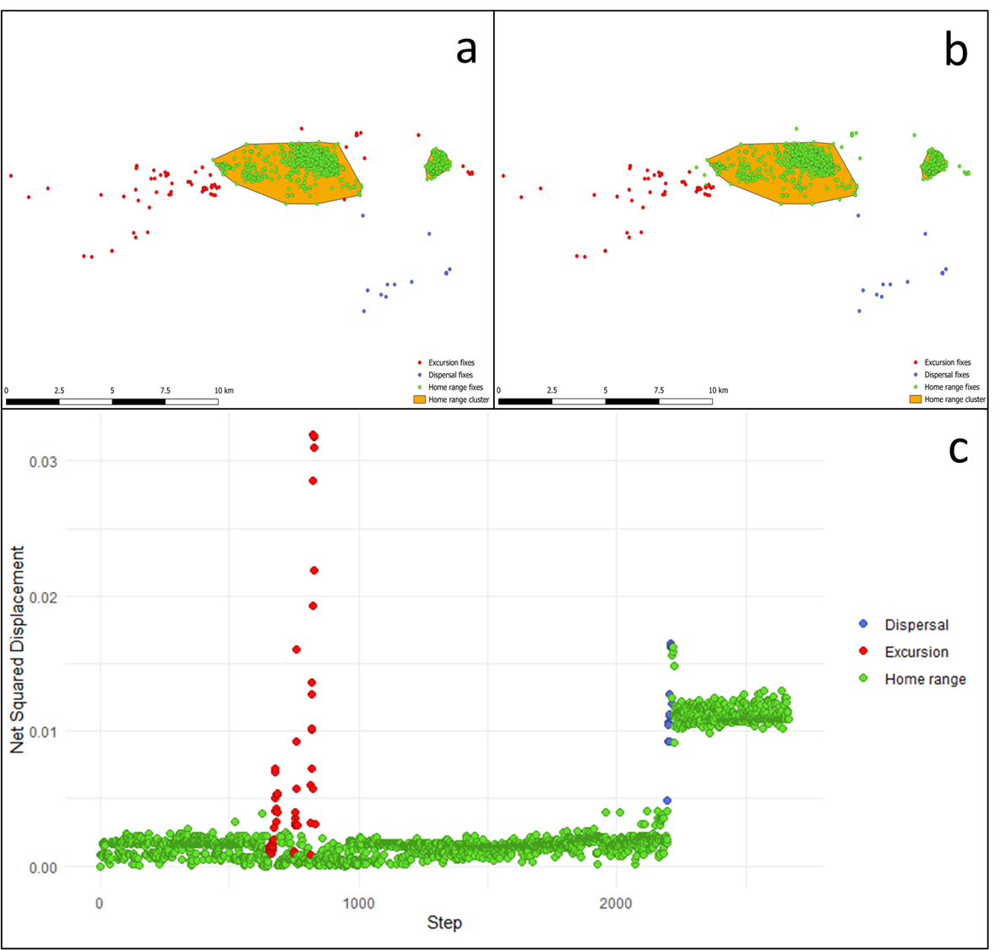 a
b
Excursion fixes
Dispersal fixes
Home range fixes
Home range cluster
0 2.5 5 7.5 10 km
Excursion fixes
Dispersal fixes
Home range fixes
Home range cluster
0 2.5 5 7.5 10 km
c
Net Squared Displacement
0.03
0.02
0.01
0.00
0 1000 2000
Step
Dispersal
Excursion
Home range